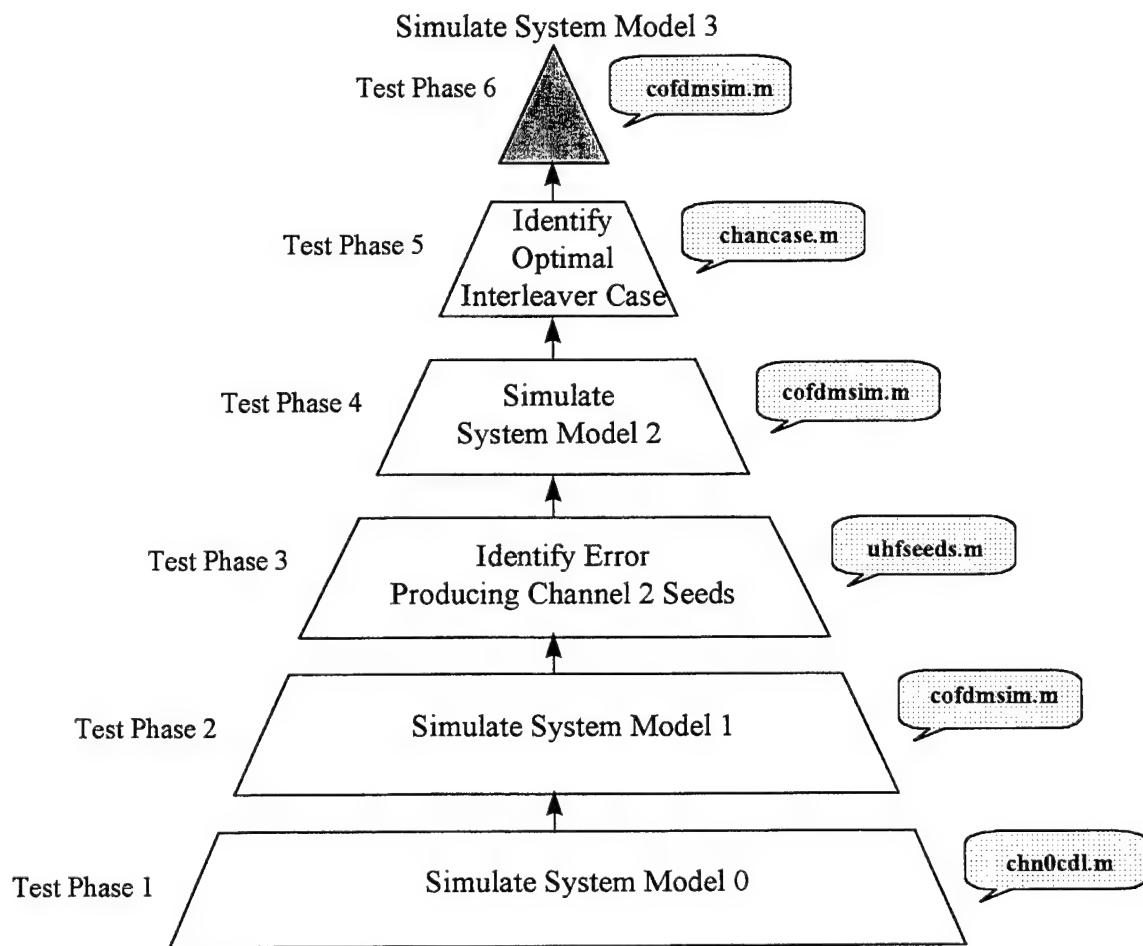 Simulate System Model 3
Test Phase 6
cofdmsim.m
Test Phase 5
Identify
Optimal
Interleaver Case
chancase.m
Test Phase 4
Simulate
System Model 2
cofdmsim.m
Test Phase 3
Identify Error
Producing Channel 2 Seeds
uhfseeds.m
Test Phase 2
Simulate System Model 1
cofdmsim.m
Test Phase 1
Simulate System Model 0
chn0cdl.m